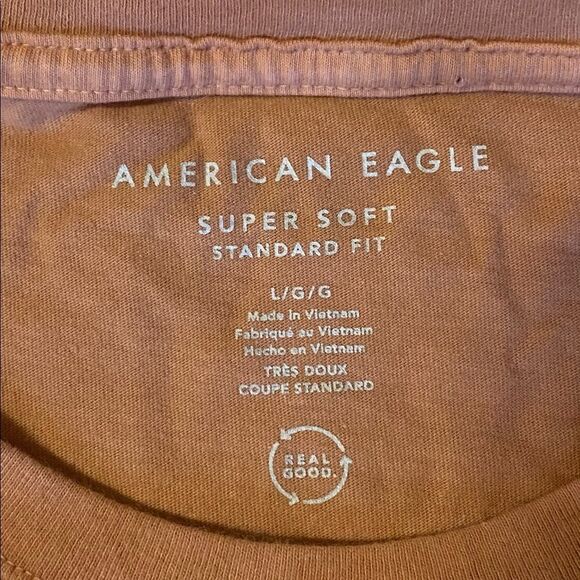 AMERICAN EAGLE
SUPER SOFT
STANDARD FIT
L/G/G
Made in Vietnam
Fabriqué au Vietnam
Hecho en Vietnam
TRÈS DOUX
COUPE STANDARD
REAL
GOOD.